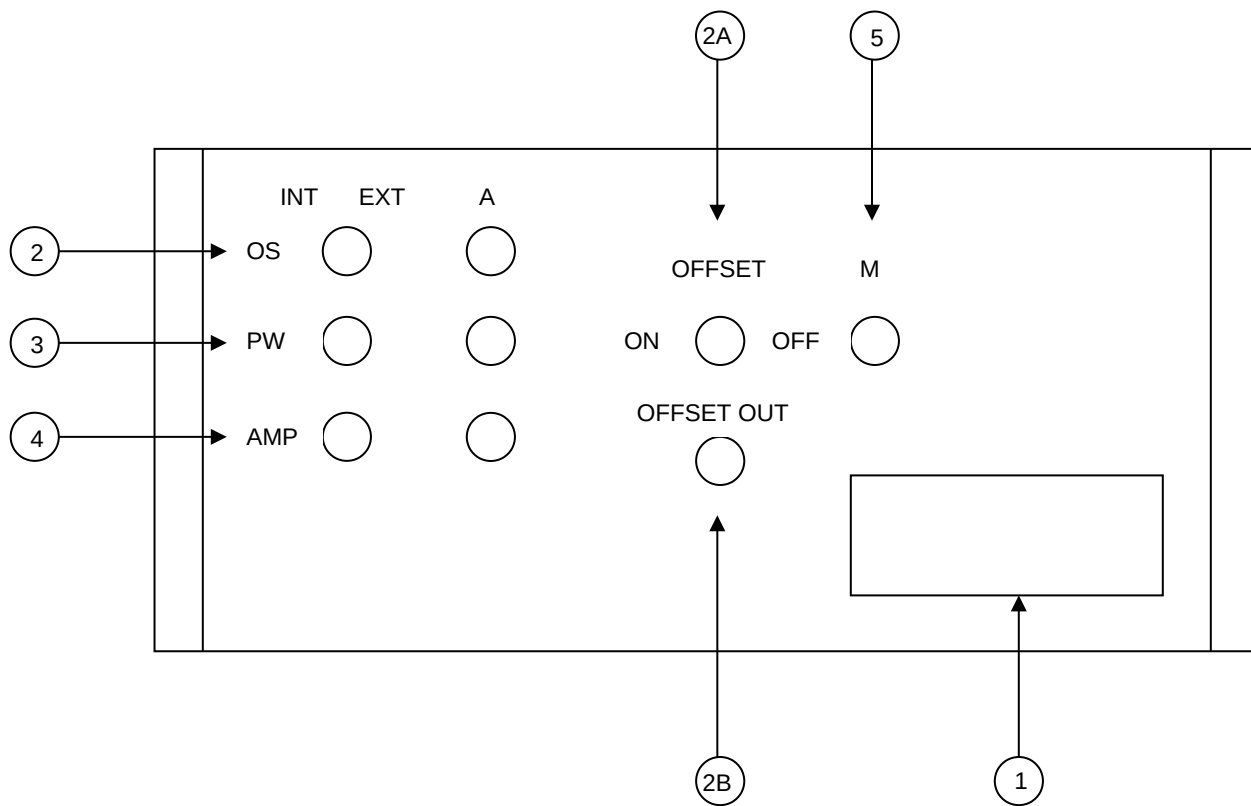 2A 5
INT EXT A
2 OS
OFFSET M
3 PW ON OFF
OFFSET OUT
4 AMP
2B 1